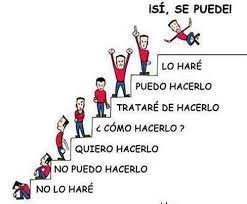 ¡SÍ, SE PUEDE!
LO HARÉ
PUEDO HACERLO
TRATARÉ DE HACERLO
¿ CÓMO HACERLO ?
QUIERO HACERLO
NO PUEDO HACERLO
NO LO HARÉ